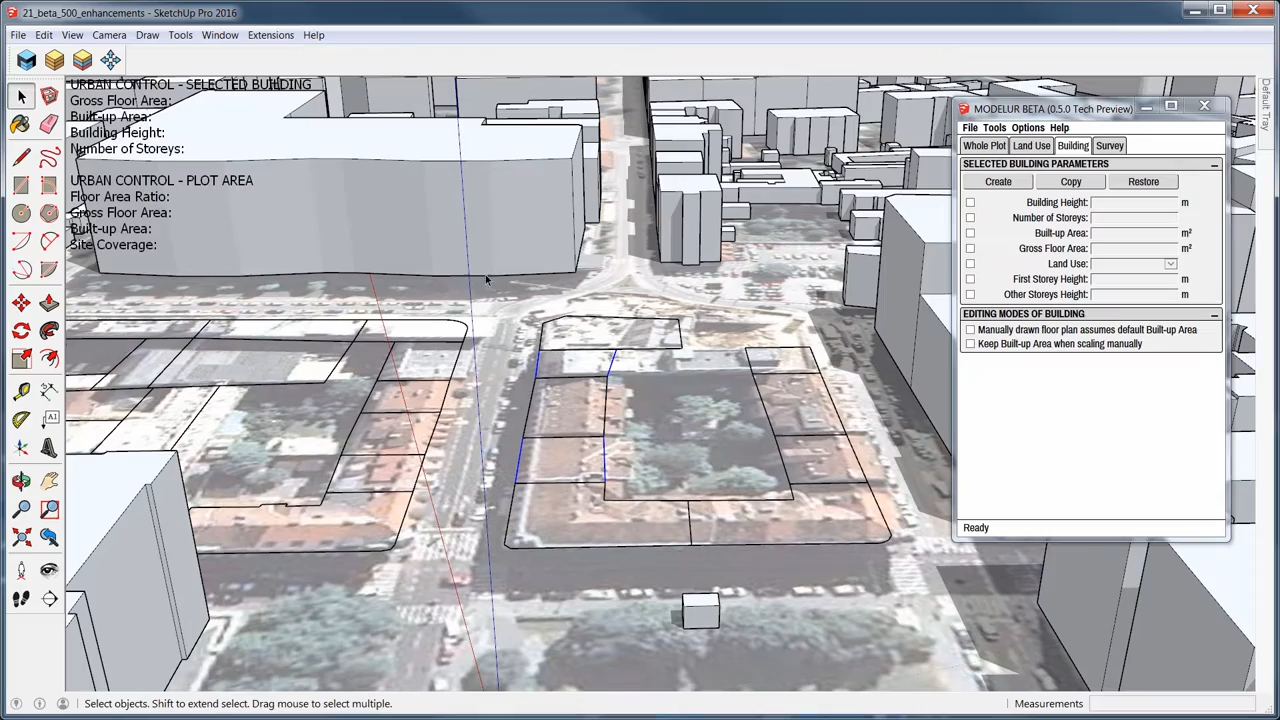 21_beta_500_enhancements - SketchUp Pro 2016
File Edit View Camera Draw Tools Window Extensions Help
URBAN CONTROL - SELECTED BUILDING
Gross Floor Area:
Built-up Area:
Building Height:
Number of Storeys:
URBAN CONTROL - PLOT AREA
Floor Area Ratio:
Gross Floor Area:
Built-up Area:
Site Coverage:
A1
MODELUR BETA (0.5.0 Tech Preview)
File Tools Options Help
Whole Plot Land Use Building Survey
SELECTED BUILDING PARAMETERS
Create Copy Restore
Building Height: m
Number of Storeys:
Built-up Area: m²
Gross Floor Area: m²
Land Use:
First Storey Height: m
Other Storeys Height: m
EDITING MODES OF BUILDING
Manually drawn floor plan assumes default Built-up Area
Keep Built-up Area when scaling manually
Ready
Default Tray
Select objects. Shift to extend select. Drag mouse to select multiple.
Measurements